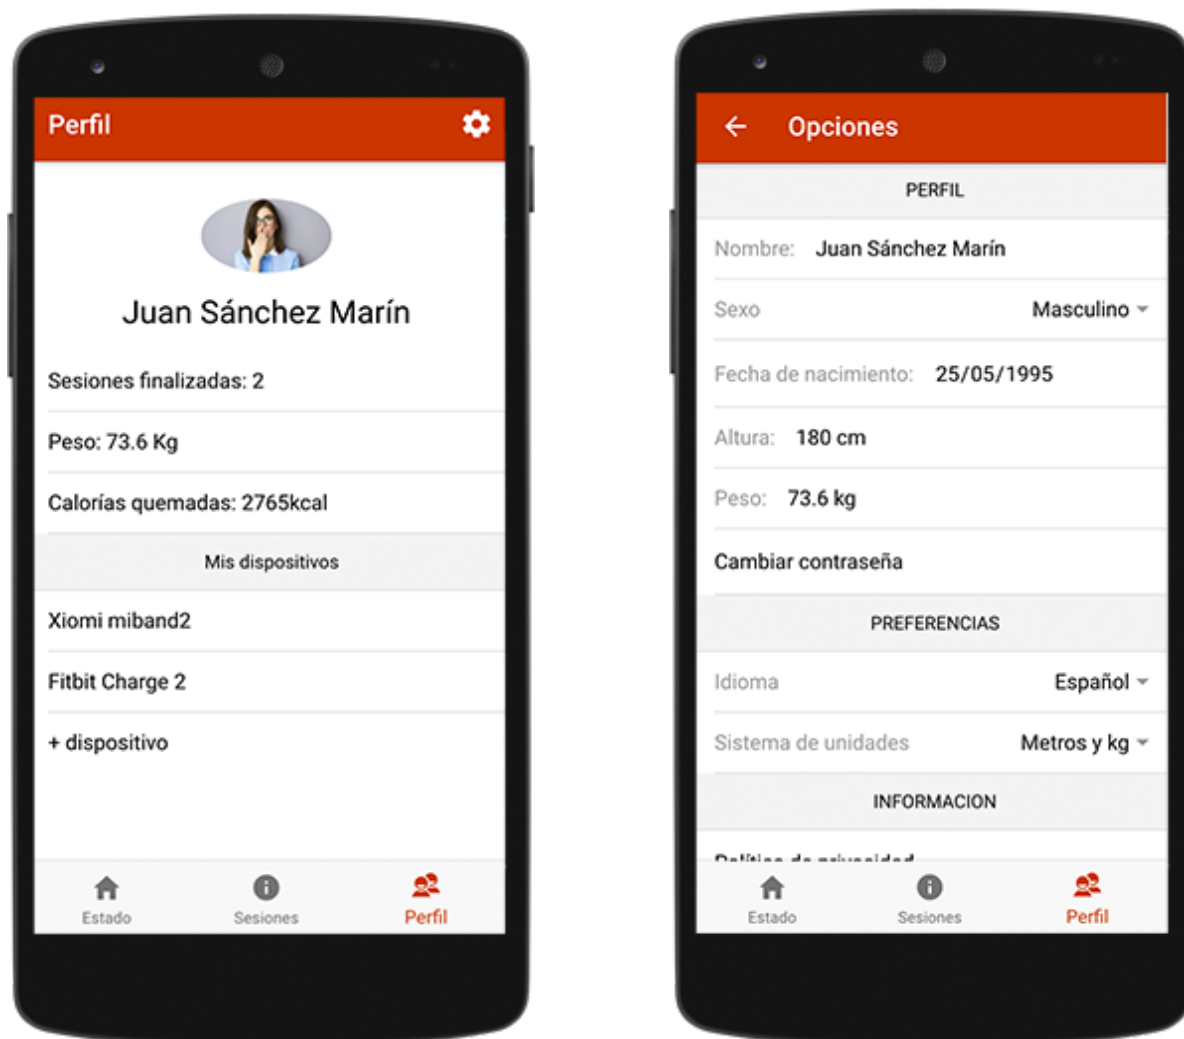 Perfil
Juan Sánchez Marín
Sesiones finalizadas: 2
Peso: 73.6 Kg
Calorías quemadas: 2765kcal
Mis dispositivos
Xiomi miband2
Fitbit Charge 2
+ dispositivo
Estado Sesiones Perfil
Opciones
PERFIL
Nombre: Juan Sánchez Marín
Sexo Masculino
Fecha de nacimiento: 25/05/1995
Altura: 180 cm
Peso: 73.6 kg
Cambiar contraseña
PREFERENCIAS
Idioma Español
Sistema de unidades Metros y kg
INFORMACION
Política de privacidad
Estado Sesiones Perfil